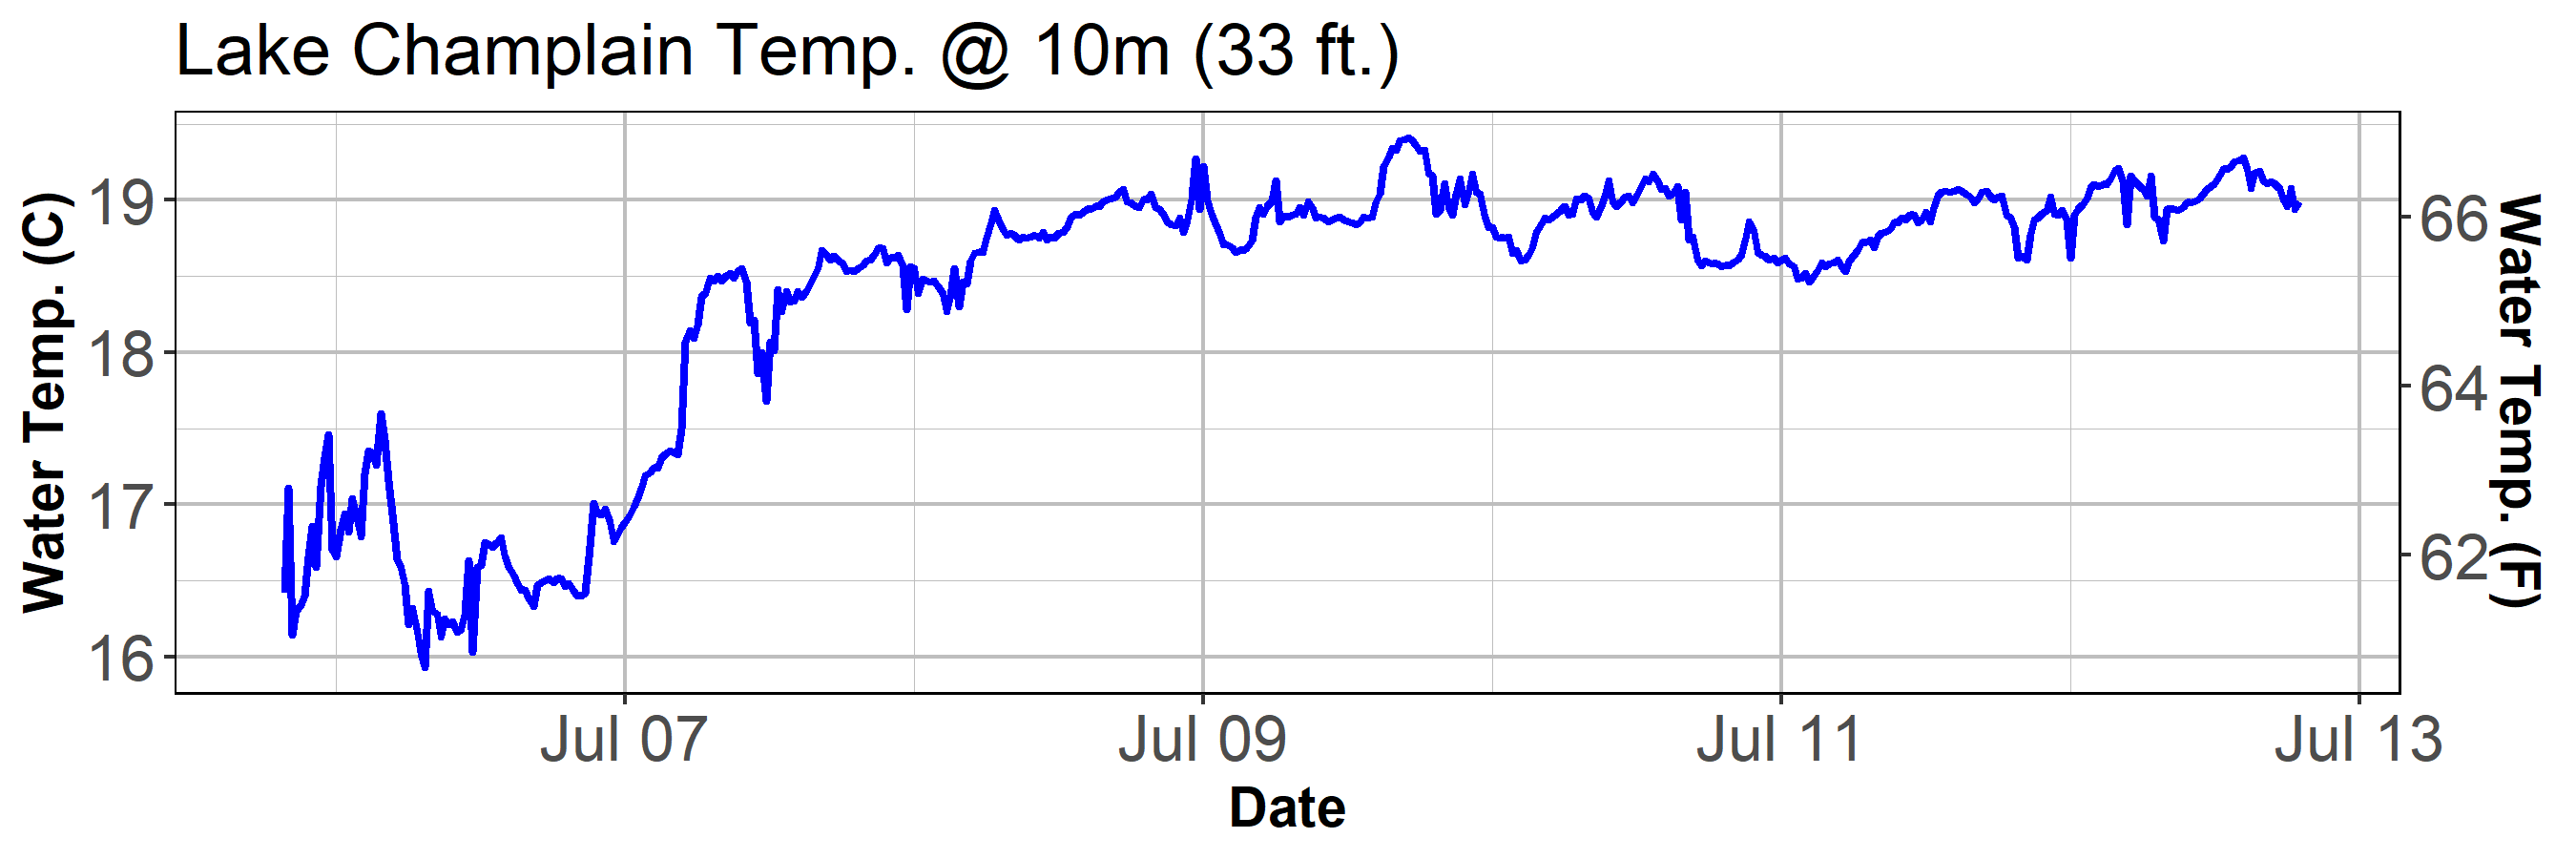 Lake Champlain Temp. @ 10m (33 ft.)
Water Temp. (C)
19
18
17
16
66
64
62
Water Temp. (F)
Jul 07
Jul 09
Jul 11
Jul 13
Date